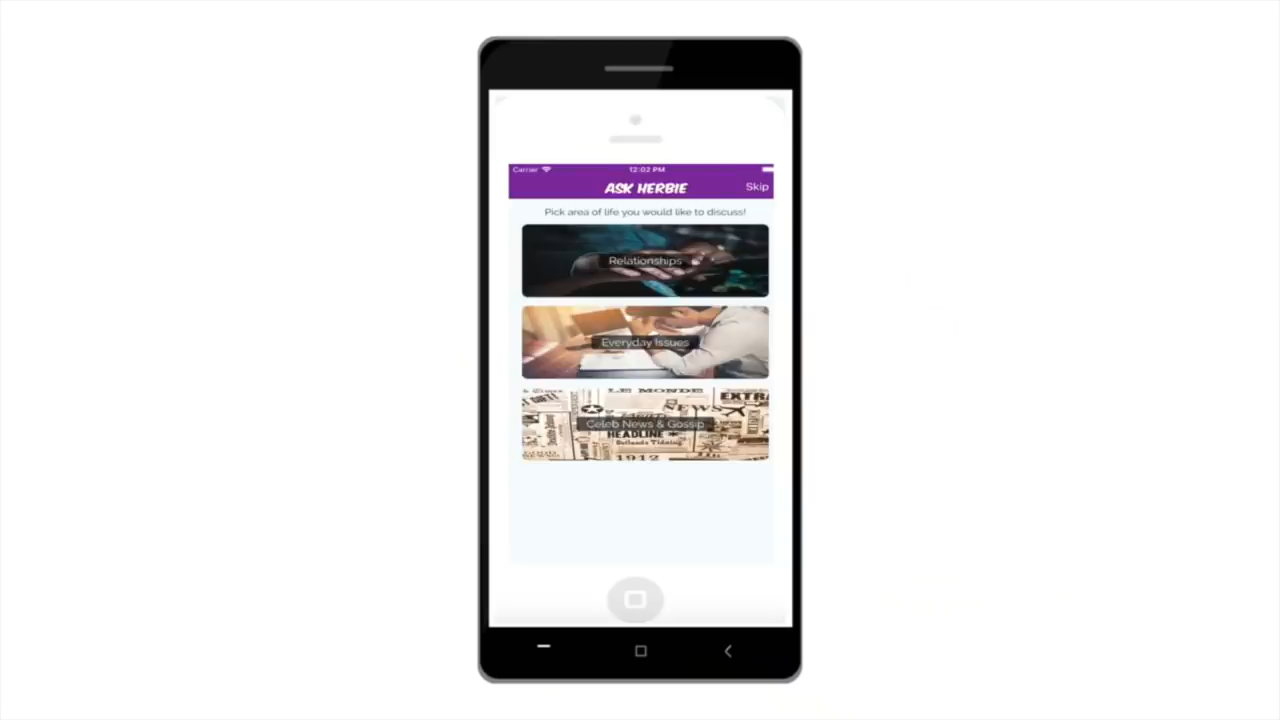 Carrier 12:02 PM
ASK HERBIE Skip
Pick area of life you would like to discuss!
Relationships
Everyday Issues
LE MONDE
EXTRA
NEWS
Celeb News & Gossip
HEADLINE
1912